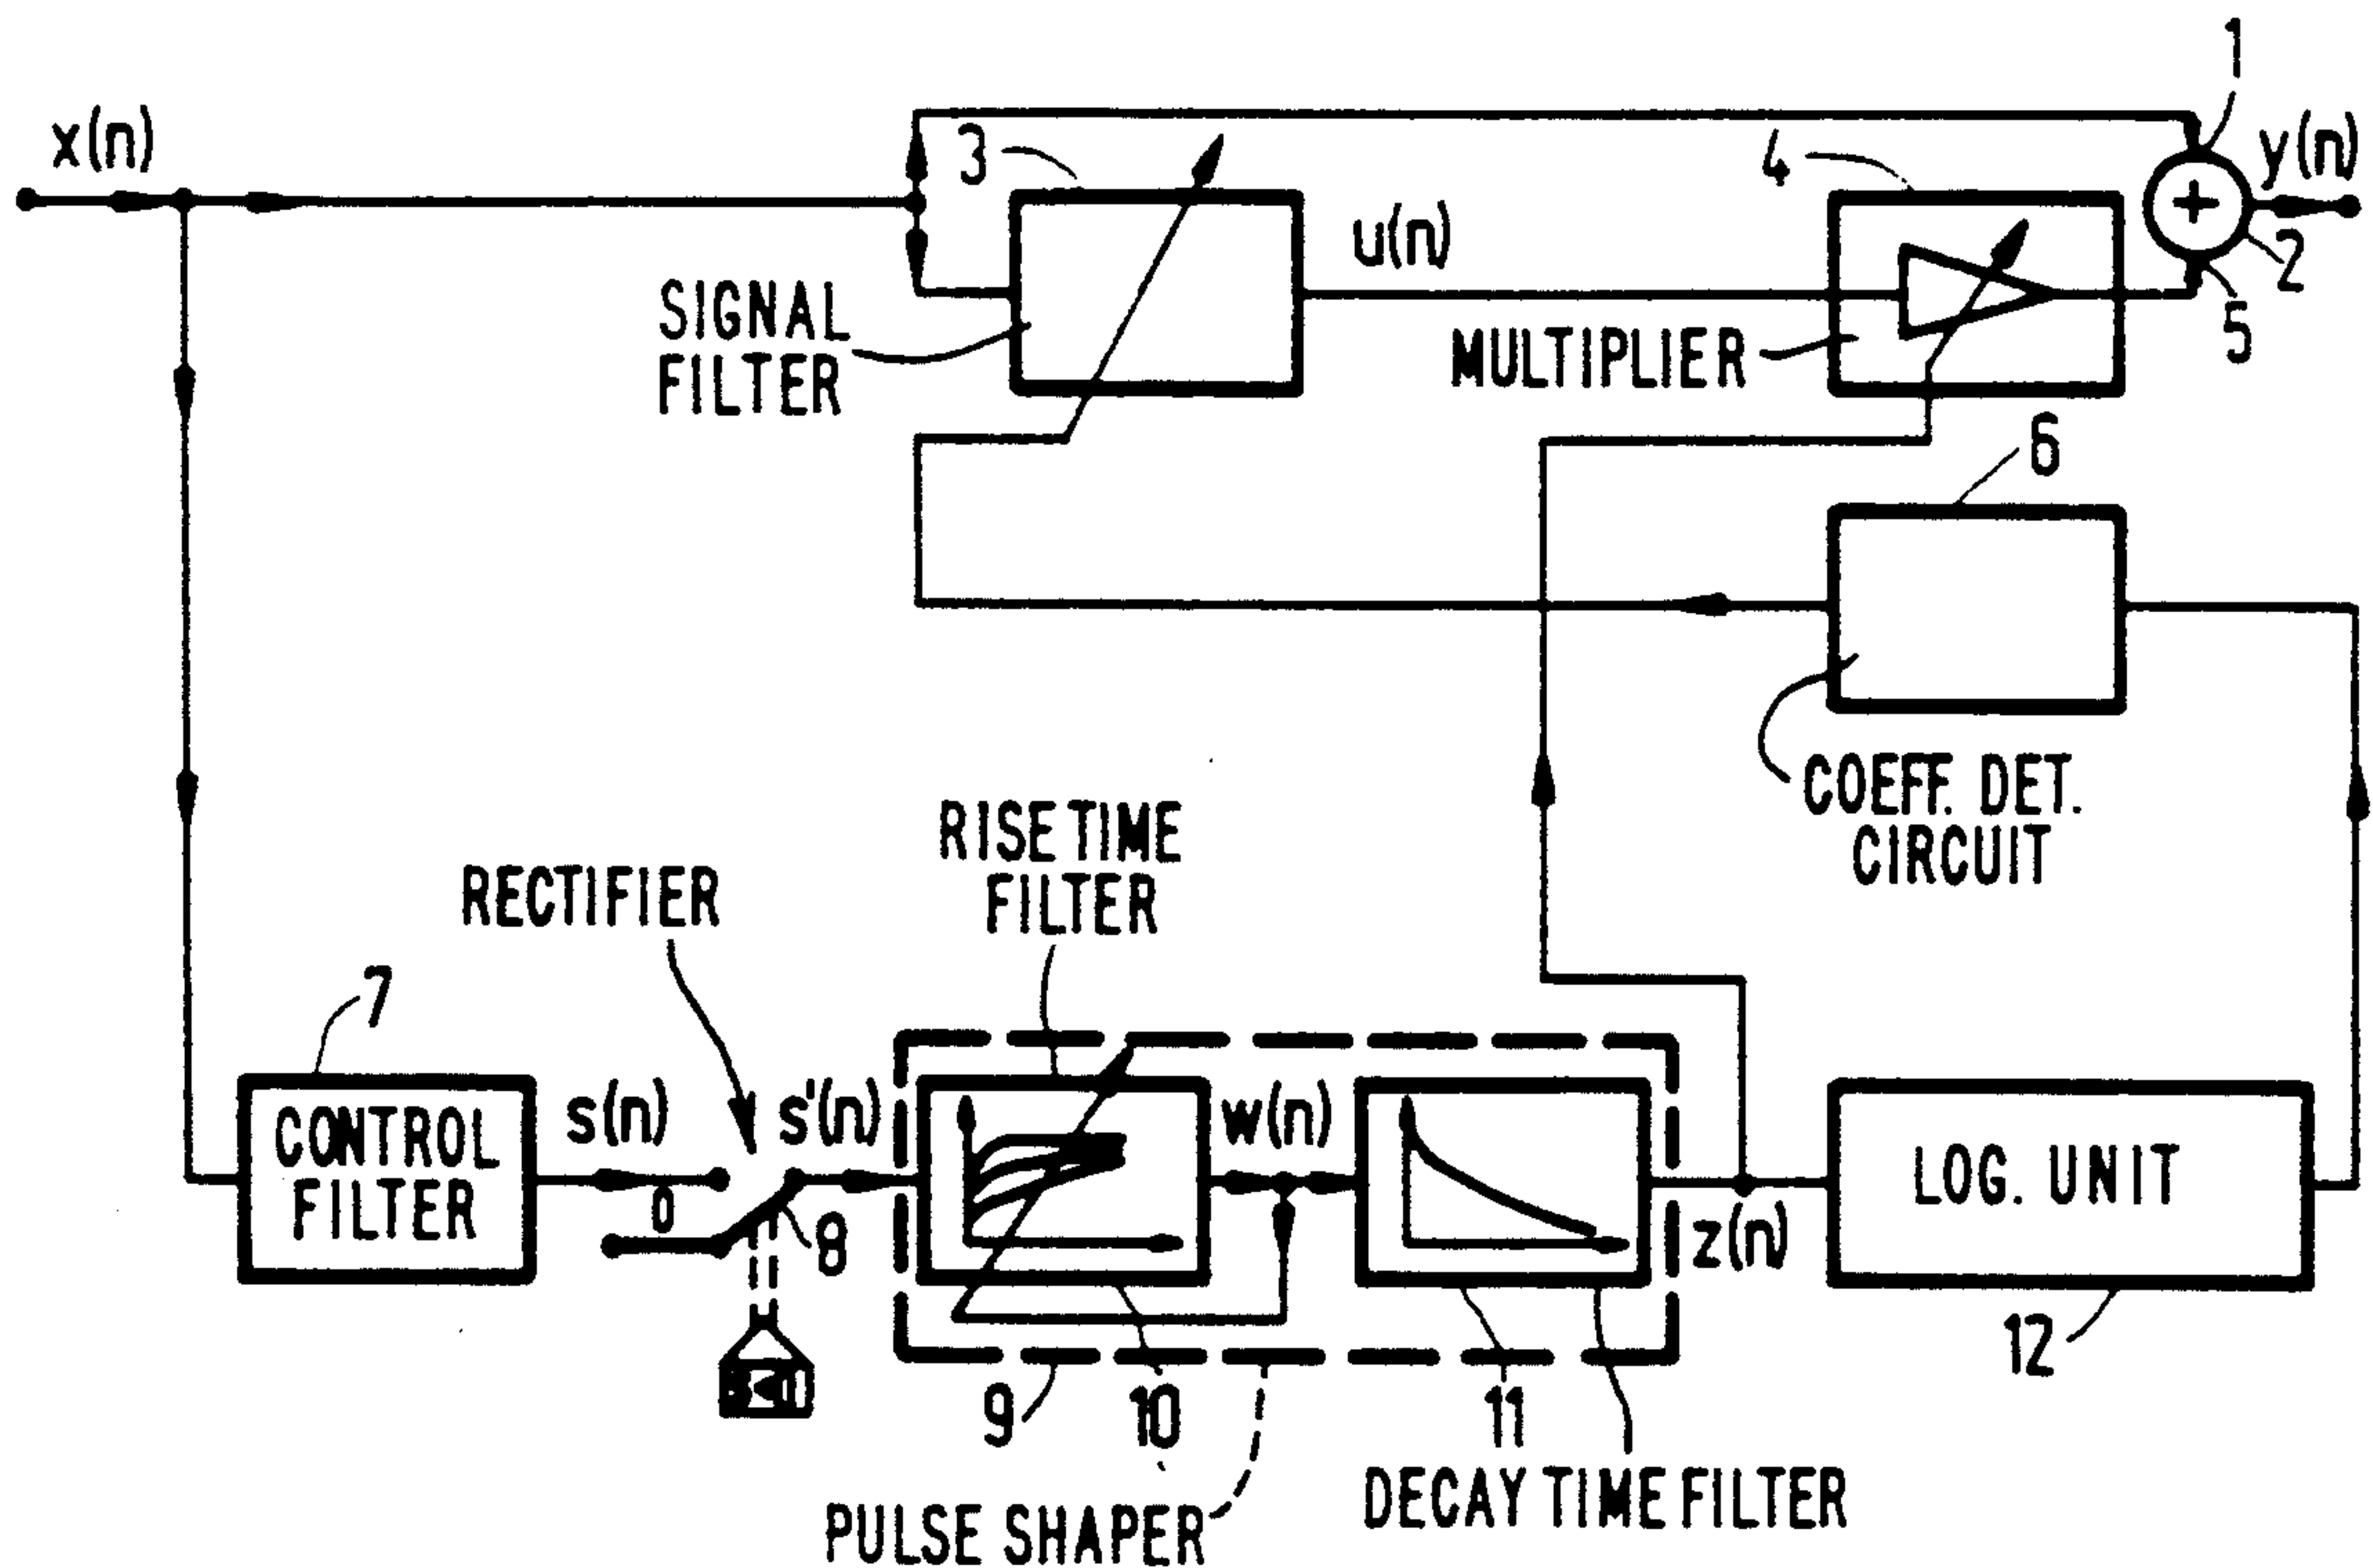 1
x(n)
3
4
y(n)
u(n)
2
SIGNAL
FILTER
MULTIPLIER
5
6
COEFF. DET.
CIRCUIT
RISE TIME
FILTER
RECTIFIER
7
s(n)
s'(n)
w(n)
CONTROL
FILTER
LOG. UNIT
0
8
z(n)
12
9
10
11
DECAY TIME FILTER
PULSE SHAPER
+